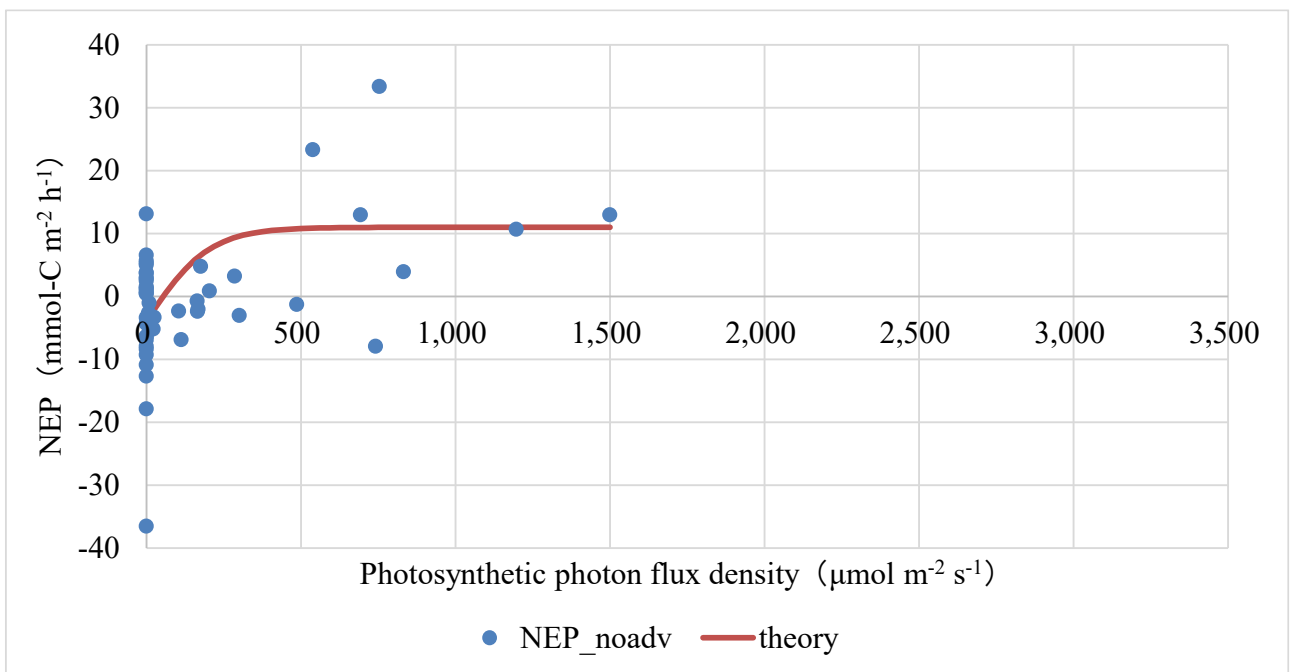 40
30
20
10
0
-10
-20
-30
-40
NEP（mmol-C m-2 h-1）
0 500 1,000 1,500 2,000 2,500 3,000 3,500
Photosynthetic photon flux density（μmol m-2 s-1）
NEP_noadv theory